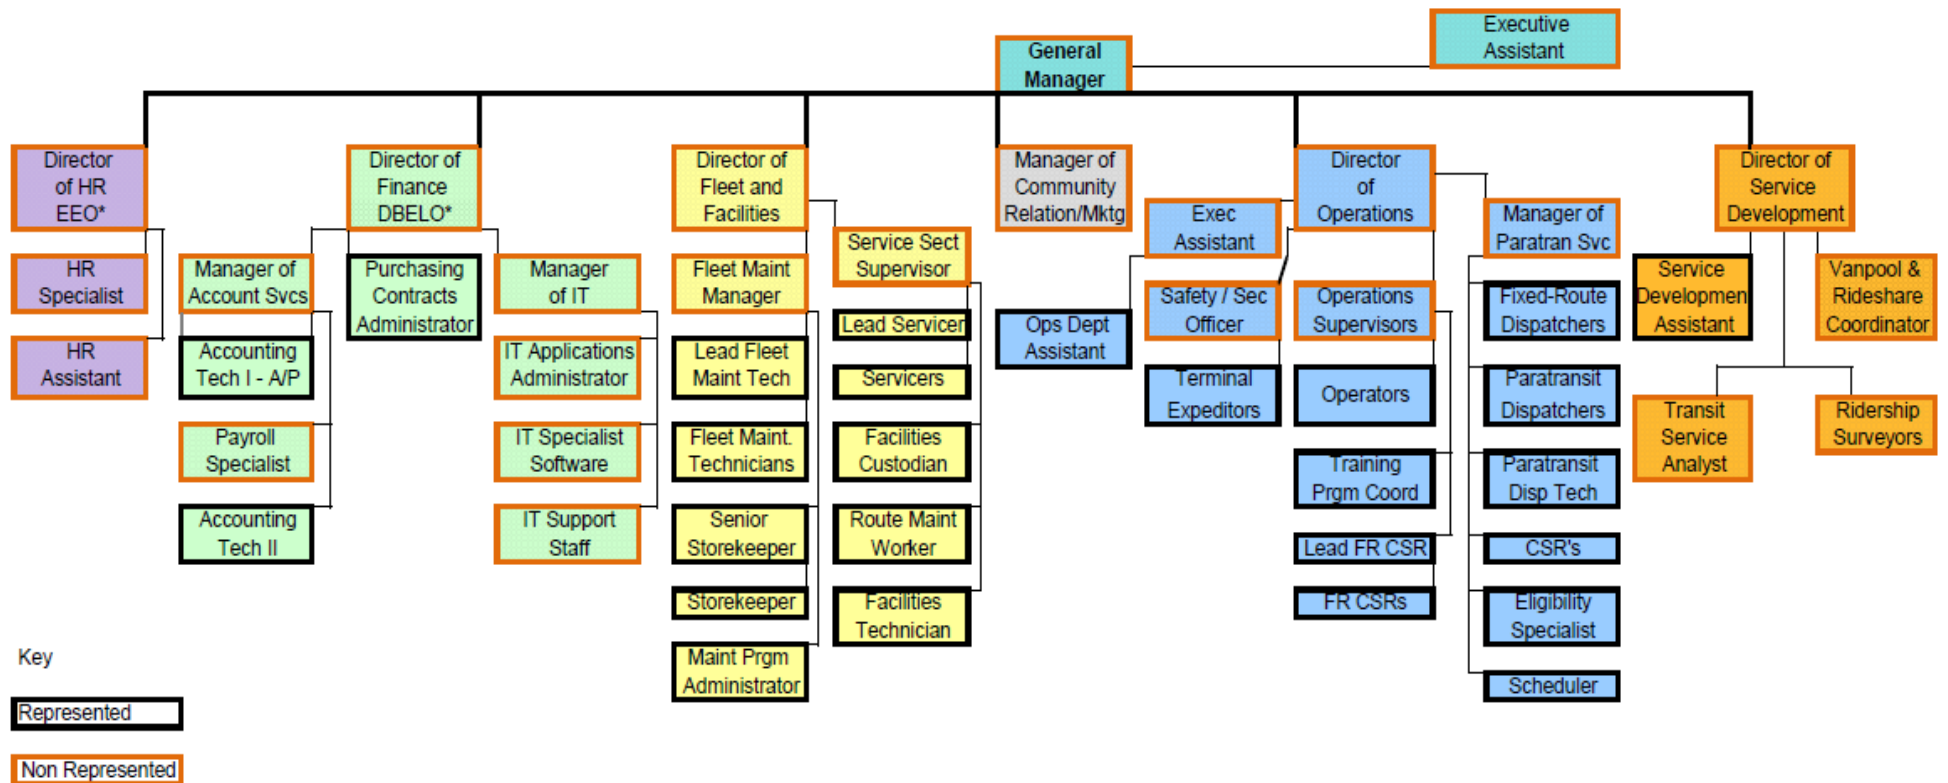 Executive
Assistant
General
Manager
Director
of HR
EEO*
Director of
Finance
DBELO*
Director of
Fleet and
Facilities
Manager of
Community
Relation/Mktg
Director
of
Operations
Director of
Service
Development
Exec
Assistant
Manager of
Paratran Svc
Service Sect
Supervisor
HR
Specialist
Manager of
Account Svcs
Purchasing
Contracts
Administrator
Manager
of IT
Fleet Maint
Manager
Safety / Sec
Officer
Operations
Supervisors
Fixed-Route
Dispatchers
Service
Developmen
Assistant
Vanpool &
Rideshare
Coordinator
Lead Servicer
Ops Dept
Assistant
HR
Assistant
Accounting
Tech I - A/P
IT Applications
Administrator
Lead Fleet
Maint Tech
Servicers
Terminal
Expeditors
Operators
Paratransit
Dispatchers
Transit
Service
Analyst
Ridership
Surveyors
Payroll
Specialist
IT Specialist
Software
Fleet Maint.
Technicians
Facilities
Custodian
Training
Prgm Coord
Paratransit
Disp Tech
Accounting
Tech II
IT Support
Staff
Senior
Storekeeper
Route Maint
Worker
Lead FR CSR
CSR's
Storekeeper
Facilities
Technician
FR CSRs
Eligibility
Specialist
Maint Prgm
Administrator
Scheduler
Key
Represented
Non Represented